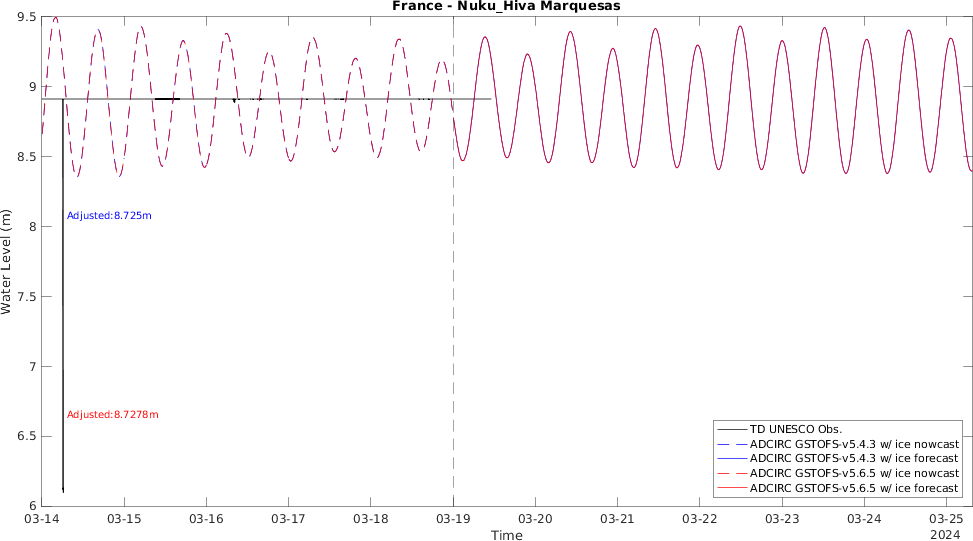 France - Nuku_Hiva Marquesas
9.5
9
8.5
8
7.5
7
6.5
6
Water Level (m)
Adjusted:8.725m
Adjusted:8.7278m
TD UNESCO Obs.
ADCIRC GSTOFS-v5.4.3 w/ ice nowcast
ADCIRC GSTOFS-v5.4.3 w/ ice forecast
ADCIRC GSTOFS-v5.6.5 w/ ice nowcast
ADCIRC GSTOFS-v5.6.5 w/ ice forecast
03-14 03-15 03-16 03-17 03-18 03-19 03-20 03-21 03-22 03-23 03-24 03-25
Time
2024